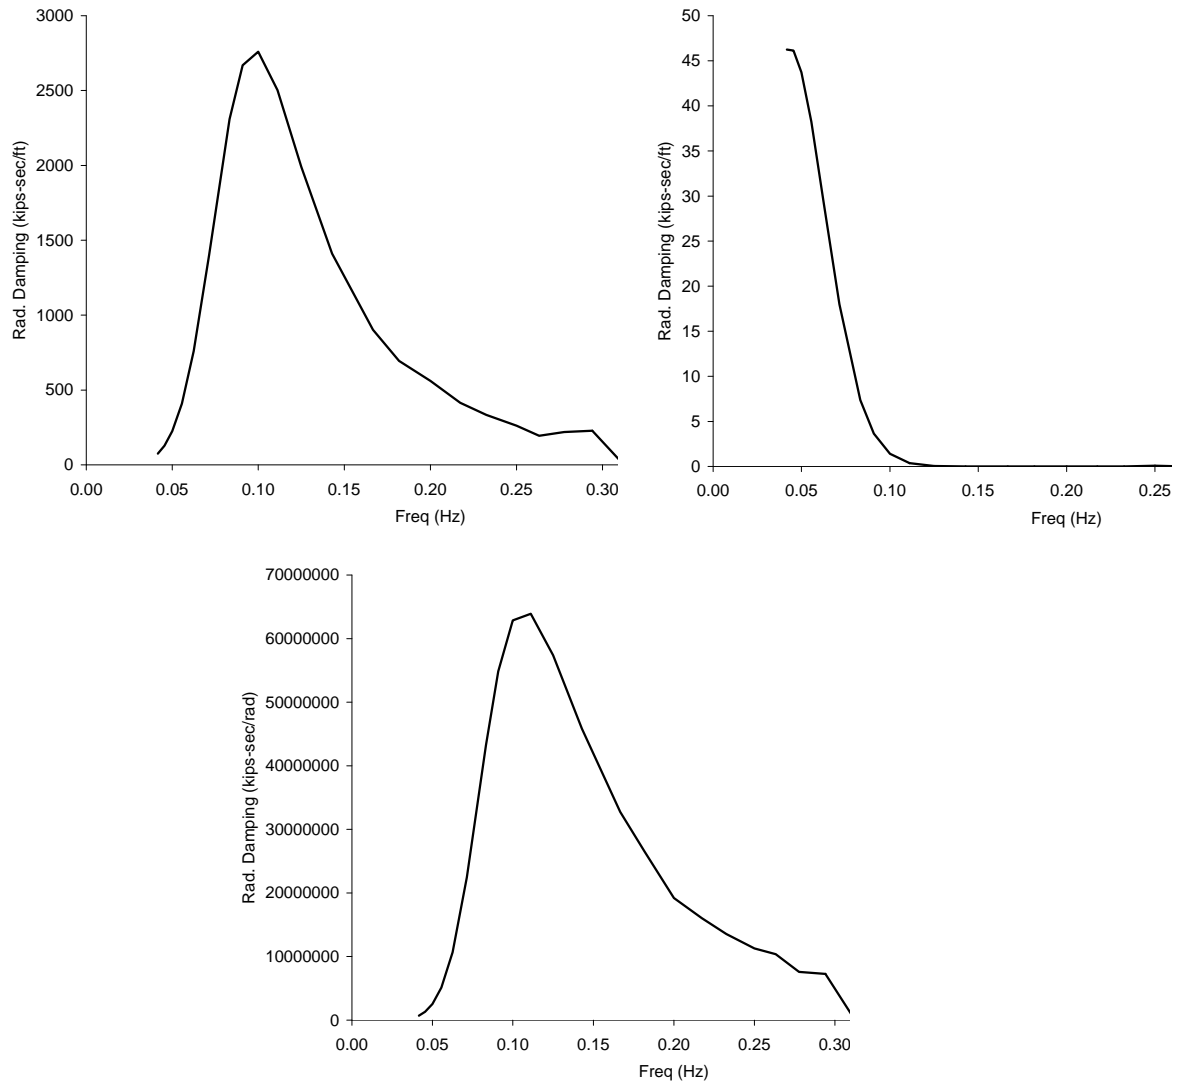 3000
2500
2000
1500
1000
500
0
Rad. Damping (kips-sec/ft)
0.00 0.05 0.10 0.15 0.20 0.25 0.30
Freq (Hz)
50
45
40
35
30
25
20
15
10
5
0
Rad. Damping (kips-sec/ft)
0.00 0.05 0.10 0.15 0.20 0.25
Freq (Hz)
70000000
60000000
50000000
40000000
30000000
20000000
10000000
0
Rad. Damping (kips-sec/rad)
0.00 0.05 0.10 0.15 0.20 0.25 0.30
Freq (Hz)